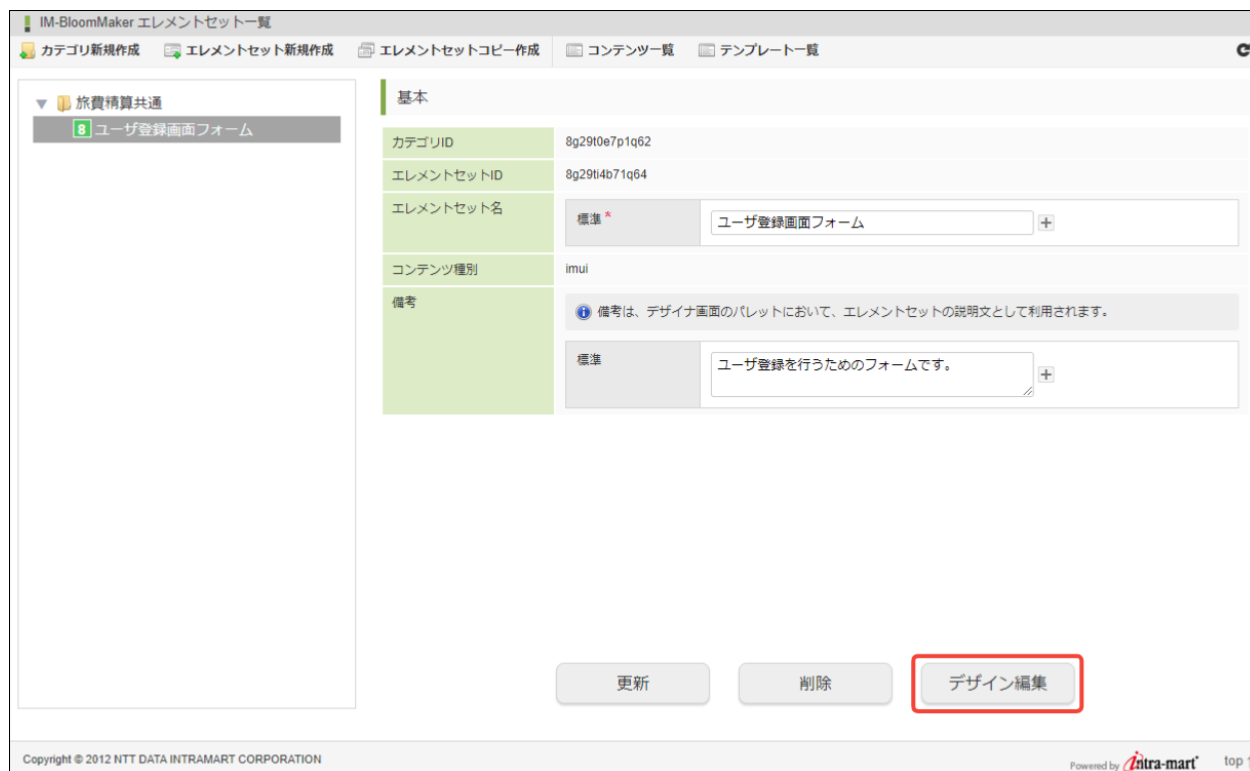 IM-BloomMaker エレメントセット一覧
カテゴリ新規作成 エレメントセット新規作成 エレメントセットコピー作成 コンテンツ一覧 テンプレート一覧
旅費精算共通
8 ユーザ登録画面フォーム
基本
カテゴリID 8g29t0e7p1q62
エレメントセットID 8g29ti4b71q64
エレメントセット名 標準 * ユーザ登録画面フォーム
コンテンツ種別 imui
備考 備考は、デザイナ画面のパレットにおいて、エレメントセットの説明文として利用されます。
標準 ユーザ登録を行うためのフォームです。
更新 削除 デザイン編集
Copyright © 2012 NTT DATA INTRAMART CORPORATION Powered by intra-mart top